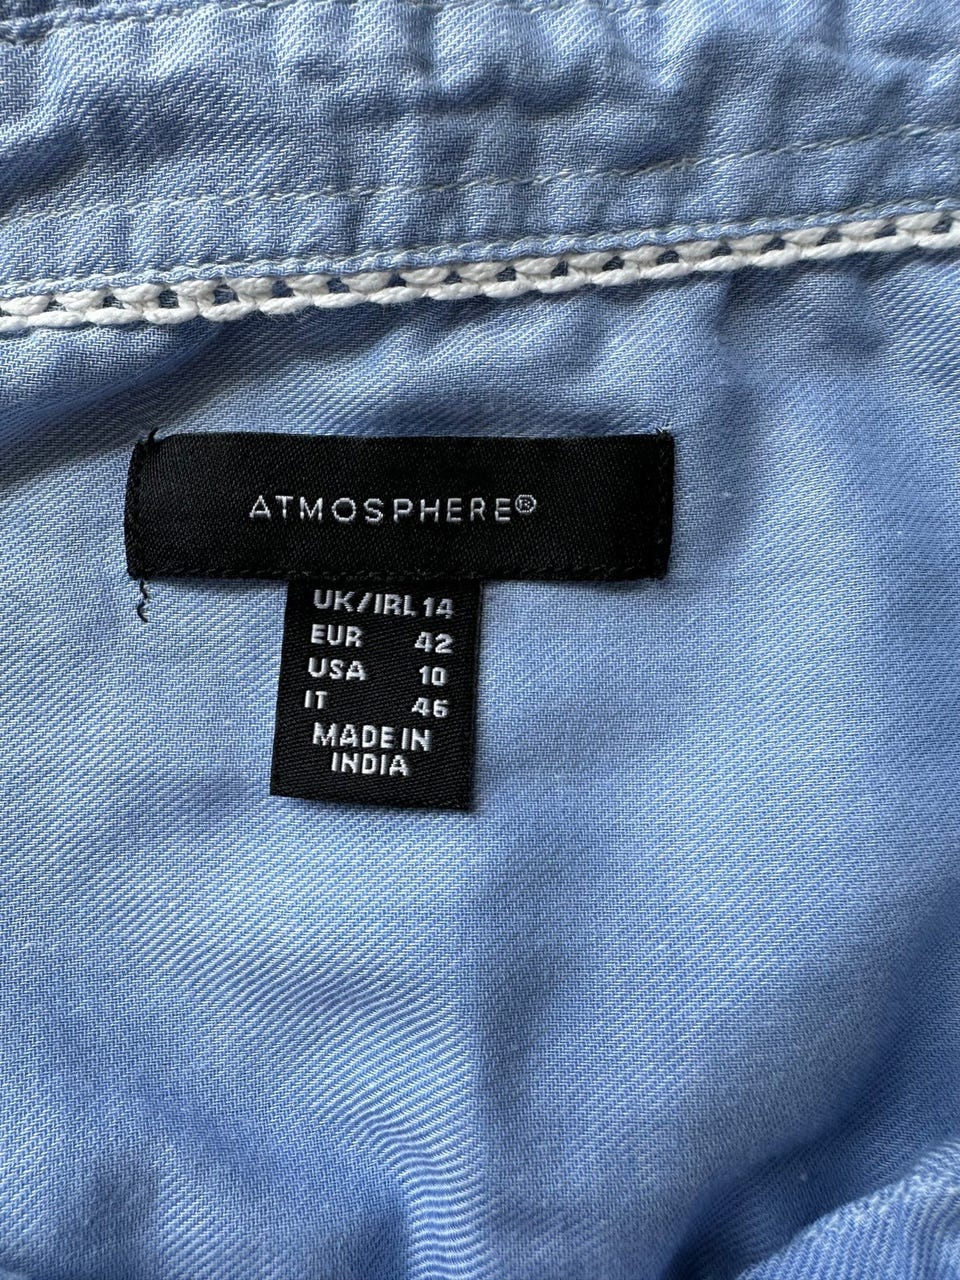 ATMOSPHERE®
UK/IRL 14
EUR 42
USA 10
IT 46
MADE IN
INDIA